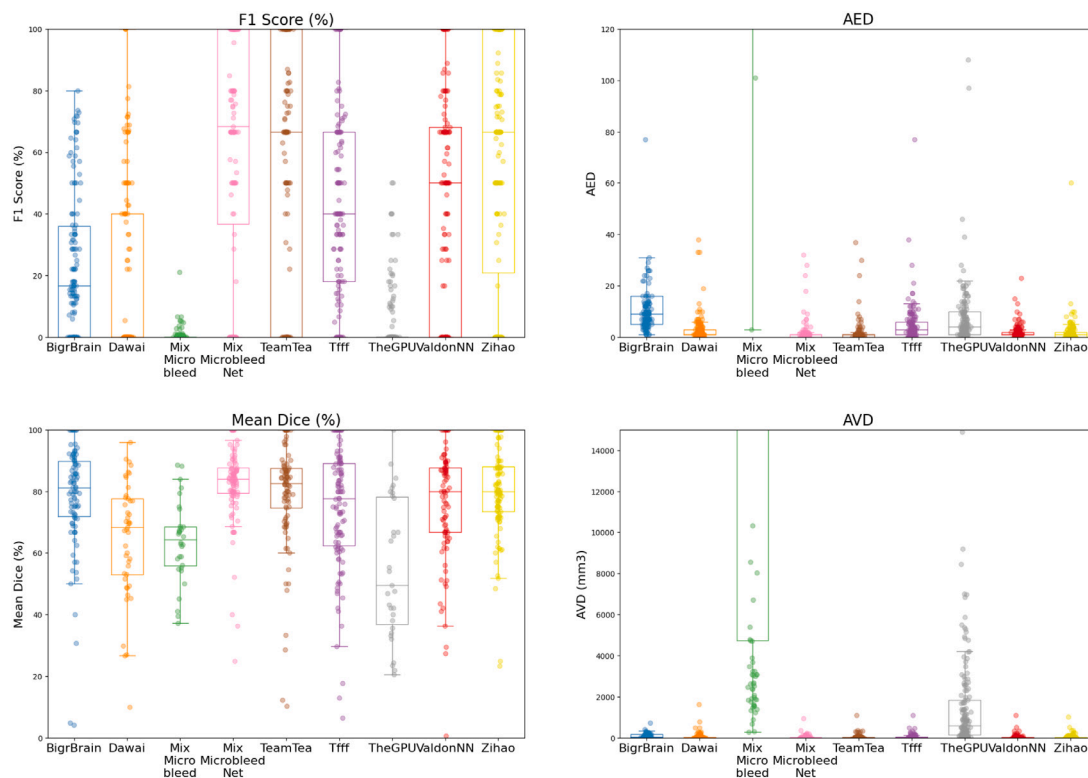 F1 Score (%)
F1 Score (%)
100
80
60
40
20
0
BigrBrain Dawai Mix Mix TeamTea Tfff TheGPU ValdonNN Zihao
Micro Microbleed
bleed Net
AED
AED
120
100
80
60
40
20
0
BigrBrain Dawai Mix Mix TeamTea Tfff TheGPU ValdonNN Zihao
Micro Microbleed
bleed Net
Mean Dice (%)
Mean Dice (%)
100
80
60
40
20
0
BigrBrain Dawai Mix Mix TeamTea Tfff TheGPU ValdonNN Zihao
Micro Microbleed
bleed Net
AVD
AVD (mm3)
14000
12000
10000
8000
6000
4000
2000
0
BigrBrain Dawai Mix Mix TeamTea Tfff TheGPU ValdonNN Zihao
Micro Microbleed
bleed Net